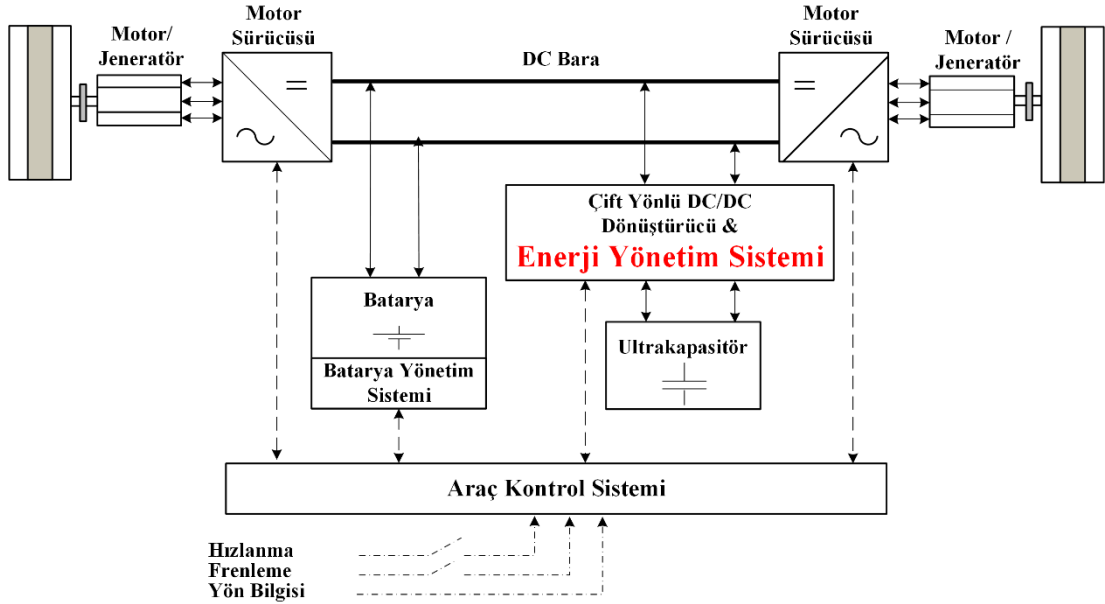 Motor
Sürücüsü
Motor
Sürücüsü
Motor/
Jeneratör
DC Bara
Motor /
Jeneratör
Çift Yönlü DC/DC
Dönüştürücü &
Enerji Yönetim Sistemi
Batarya
Batarya Yönetim
Sistemi
Ultrakapasitör
Araç Kontrol Sistemi
Hızlanma
Frenleme
Yön Bilgisi